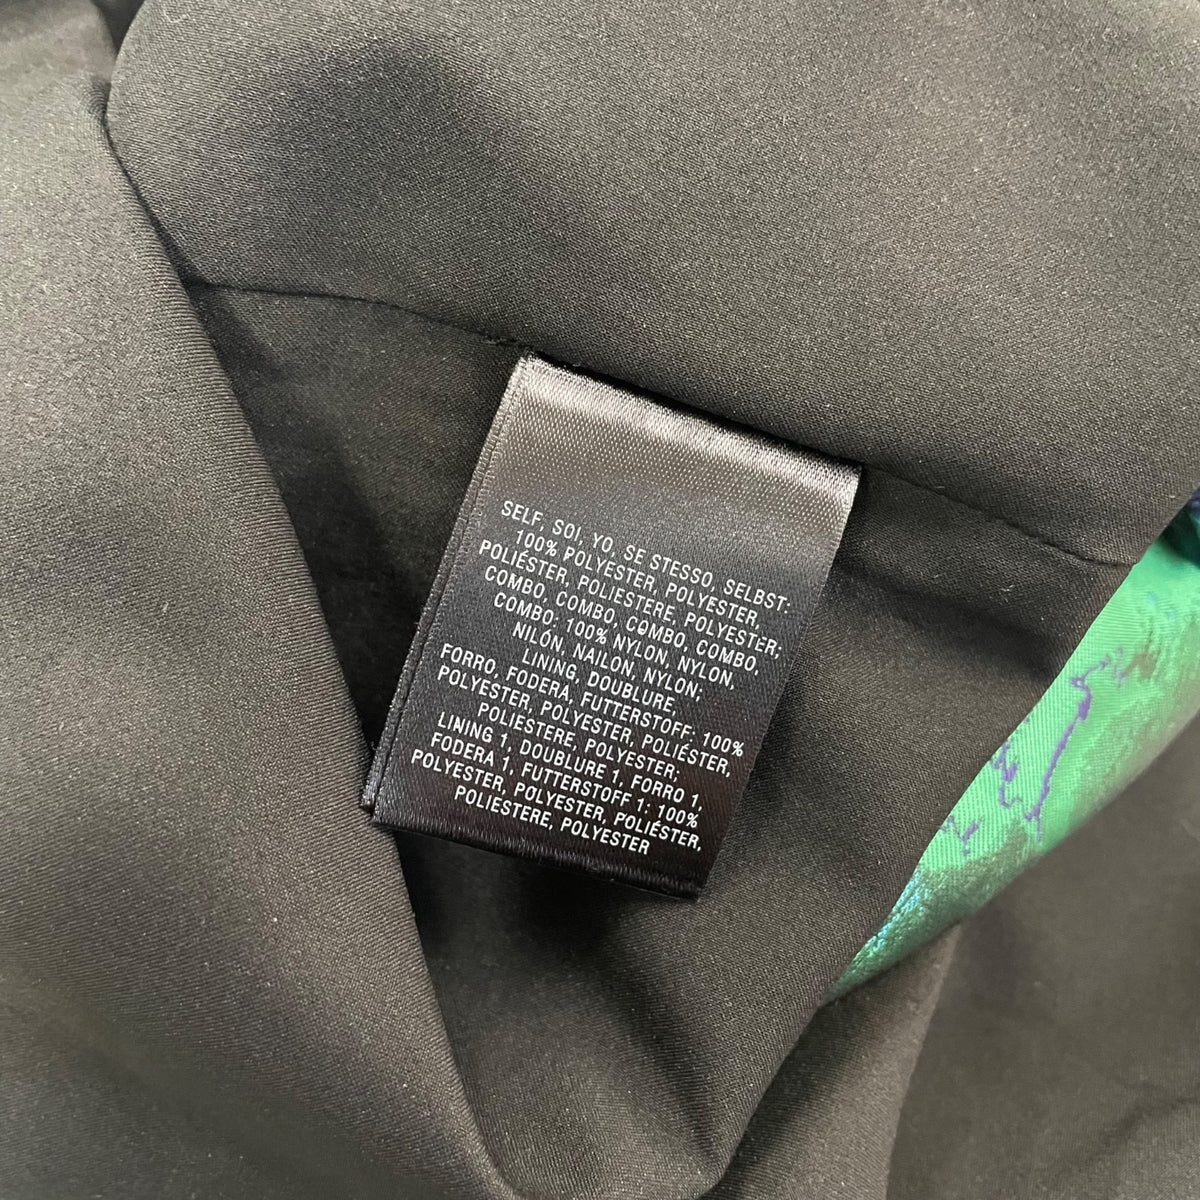 SELF, SOI, YO, SE STESSO, SELBST:
100% POLYESTER, POLYESTER,
POLIÉSTER, POLIESTERE, POLYESTER;
COMBO, COMBO, COMBO, COMBO,
COMBO: 100% NYLON, NYLON,
NILÓN, NAILON, NYLON;
LINING, DOUBLURE
FORRO, FODERA, FUTTERSTOFF: 100%
POLYESTER, POLYESTER, POLIÉSTER,
POLIESTERE, POLYESTER;
LINING 1, DOUBLURE 1, FORRO 1,
FODERA 1, FUTTERSTOFF 1: 100%
POLYESTER, POLYESTER, POLIÉSTER,
POLIESTERE, POLYESTER